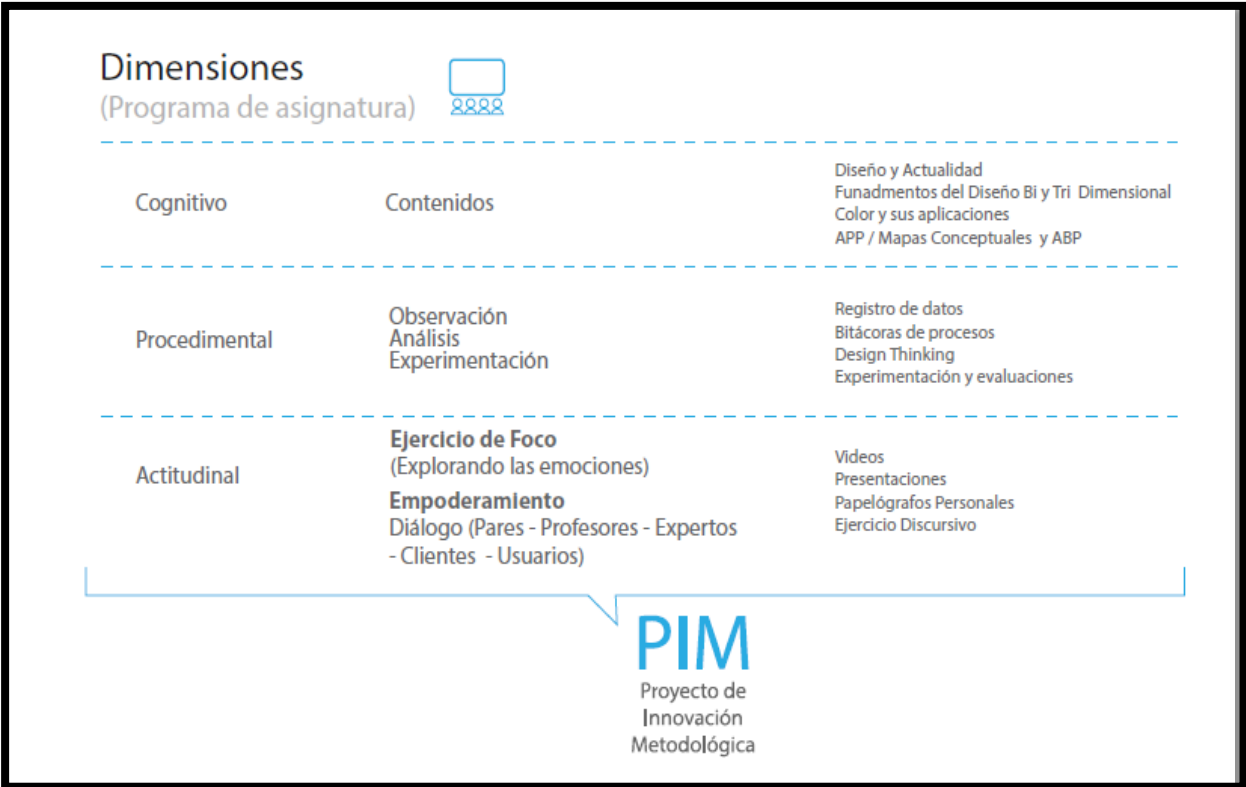 Dimensiones
(Programa de asignatura)
Cognitivo
Contenidos
Diseño y Actualidad
Funadmentos del Diseño Bi y Tri Dimensional
Color y sus aplicaciones
APP / Mapas Conceptuales y ABP
Procedimental
Observación
Análisis
Experimentación
Registro de datos
Bitácoras de procesos
Design Thinking
Experimentación y evaluaciones
Actitudinal
Ejercicio de Foco
(Explorando las emociones)
Empoderamiento
Diálogo (Pares - Profesores - Expertos
- Clientes - Usuarios)
Videos
Presentaciones
Papelógrafos Personales
Ejercicio Discursivo
PIM
Proyecto de
Innovación
Metodológica